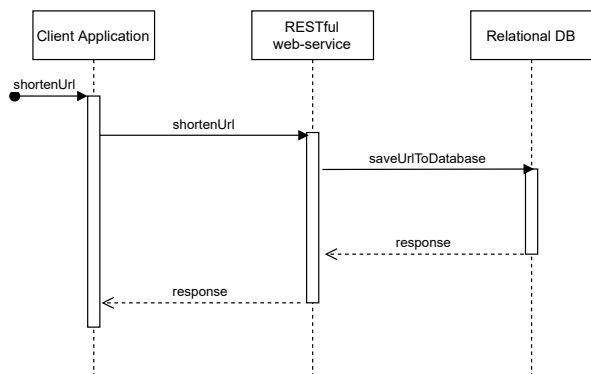 Client Application
RESTful
web-service
Relational DB
shortenUrl
shortenUrl
saveUrlToDatabase
response
response